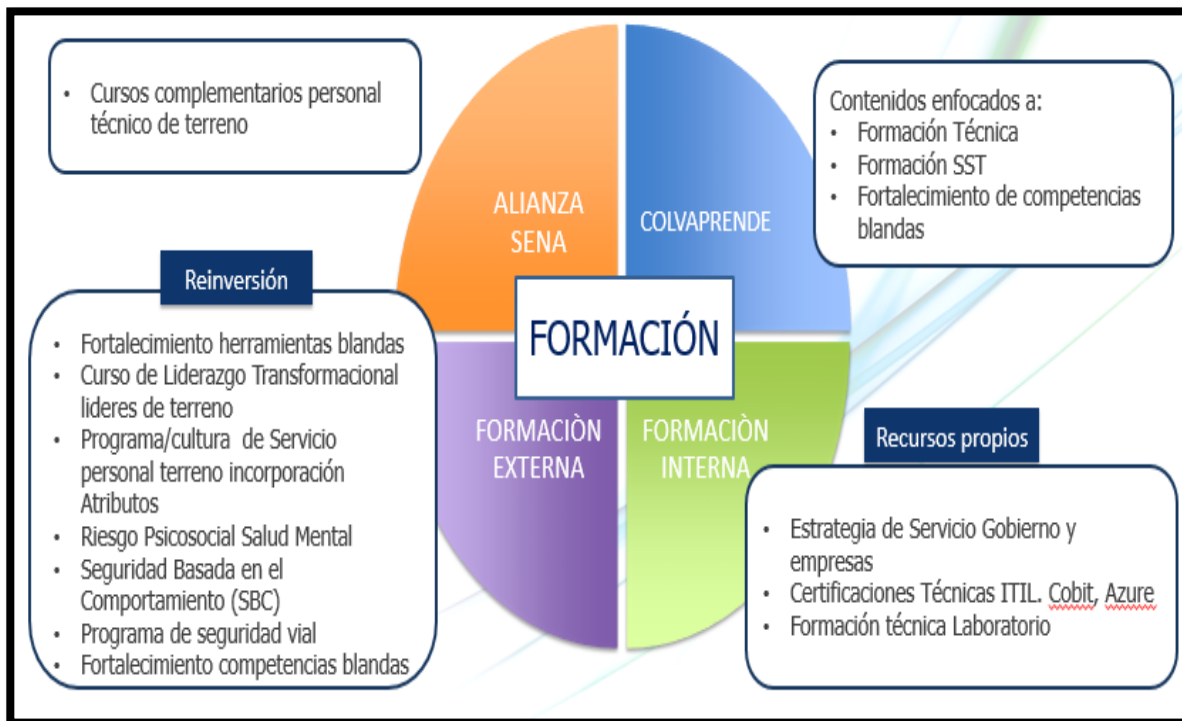 • Cursos complementarios personal
técnico de terreno
ALIANZA
SENA
COLVAPRENDE
Contenidos enfocados a:
• Formación Técnica
• Formación SST
• Fortalecimiento de competencias
blandas
FORMACIÓN
Reinversión
• Fortalecimiento herramientas blandas
• Curso de Liderazgo Transformacional
lideres de terreno
• Programa/cultura de Servicio
personal terreno incorporación
Atributos
• Riesgo Psicosocial Salud Mental
• Seguridad Basada en el
Comportamiento (SBC)
• Programa de seguridad vial
• Fortalecimiento competencias blandas
FORMACIÒN
EXTERNA
FORMACIÒN
INTERNA
Recursos propios
• Estrategia de Servicio Gobierno y
empresas
• Certificaciones Técnicas ITIL. Cobit, Azure
• Formación técnica Laboratorio